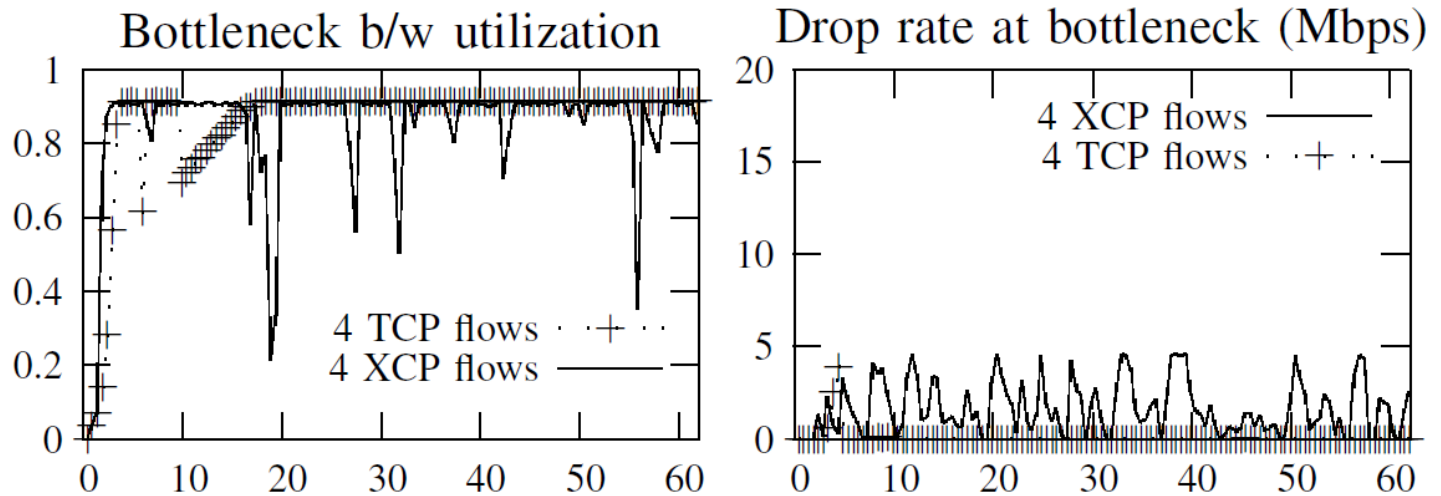 Bottleneck b/w utilization
1
0.8
0.6
0.4
0.2
0
4 TCP flows
4 XCP flows
0 10 20 30 40 50 60
Drop rate at bottleneck (Mbps)
20
15
10
5
0
4 XCP flows
4 TCP flows
0 10 20 30 40 50 60